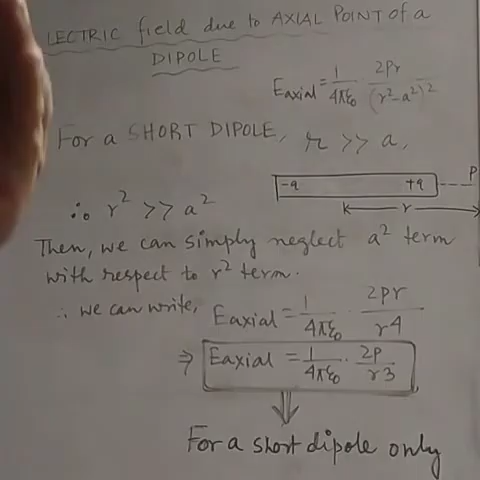 LECTRIC field due to AXIAL POINT of a
DIPOLE
Eaxial = 1/4πε0 · 2Pr/(r²-a²)²
For a SHORT DIPOLE, r >> a,
-q +q P
r
∴ r² >> a²
Then, we can simply neglect a² term
with respect to r² term.
∴ we can write, Eaxial = 1/4πε0 · 2Pr/r4
⇒ Eaxial = 1/4πε0 · 2P/r3
⇓
For a short dipole only